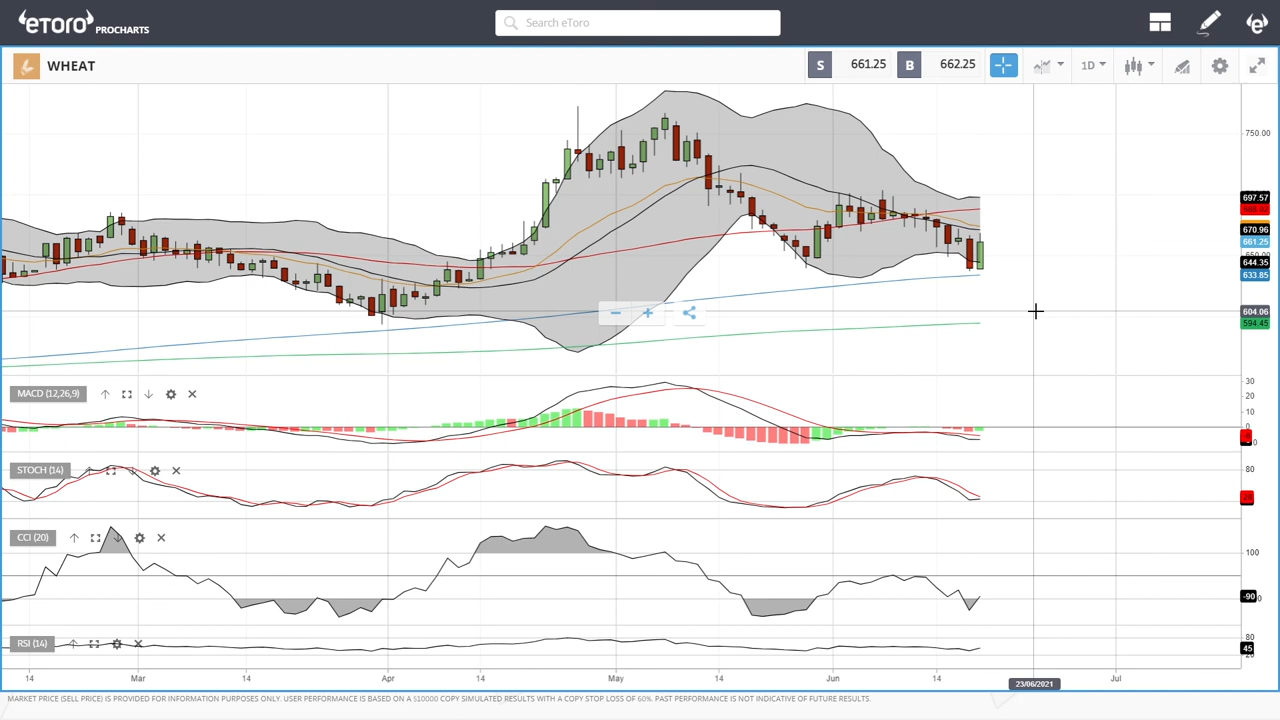 eToro PROCHARTS
Search eToro
WHEAT
S 661.25 B 662.25
1D
750.00
697.57
670.96
661.25
644.35
633.85
604.06
594.45
MACD (12,26,9)
30
20
10
0
STOCH (14)
80
CCI (20)
100
-90
RSI (14)
80
45
14 Mar 14 Apr 14 May 14 Jun 14 Jul
23/06/2021
MARKET PRICE (SELL PRICE) IS PROVIDED FOR INFORMATION PURPOSES ONLY. USER PERFORMANCE IS BASED ON A $10000 COPY SIMULATED RESULTS WITH A COPY STOP LOSS OF 60%. PAST PERFORMANCE IS NOT INDICATIVE OF FUTURE RESULTS.